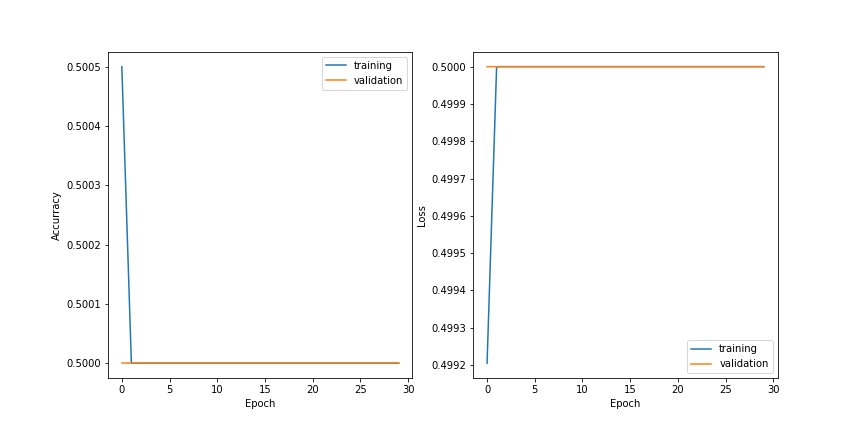 training
validation
0.5005
0.5004
0.5003
0.5002
0.5001
0.5000
Accurracy
0 5 10 15 20 25 30
Epoch
0.5000
0.4999
0.4998
0.4997
0.4996
0.4995
0.4994
0.4993
0.4992
Loss
training
validation
0 5 10 15 20 25 30
Epoch